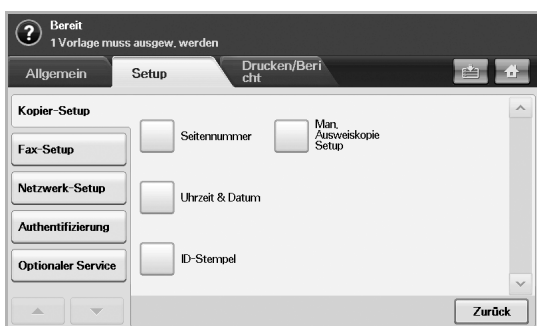 Bereit
1 Vorlage muss ausgew. werden
Allgemein
Setup
Drucken/Beri
cht
Kopier-Setup
Fax-Setup
Netzwerk-Setup
Authentifizierung
Optionaler Service
Seitennummer
Man.
Ausweiskopie
Setup
Uhrzeit & Datum
ID-Stempel
Zurück